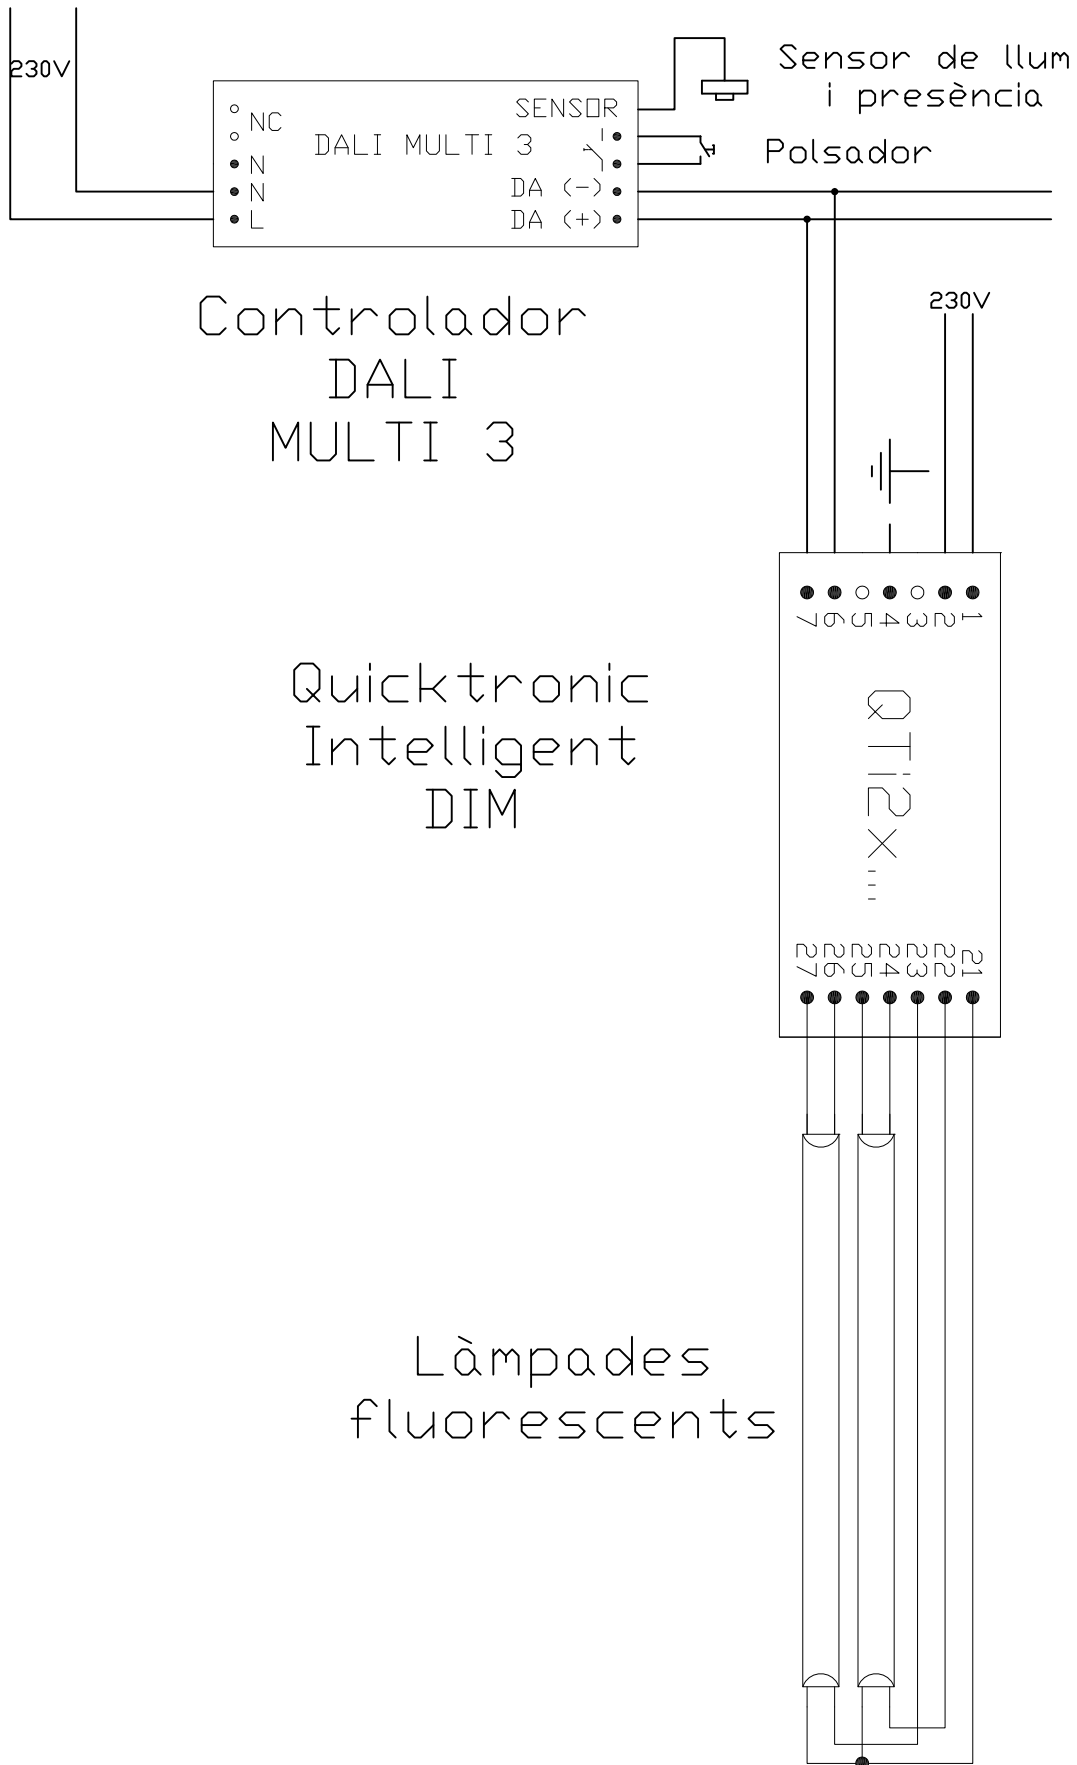 230V
Sensor de llum
i presència
SENSOR
NC
DALI MULTI 3
Polsador
N
N
DA (-)
L
DA (+)
Controlador
DALI
MULTI 3
230V
7 6 5 4 3 2 1
Quicktronic
Intelligent
DIM
QTi2x...
27 26 25 24 23 22 21
Làmpades
fluorescents